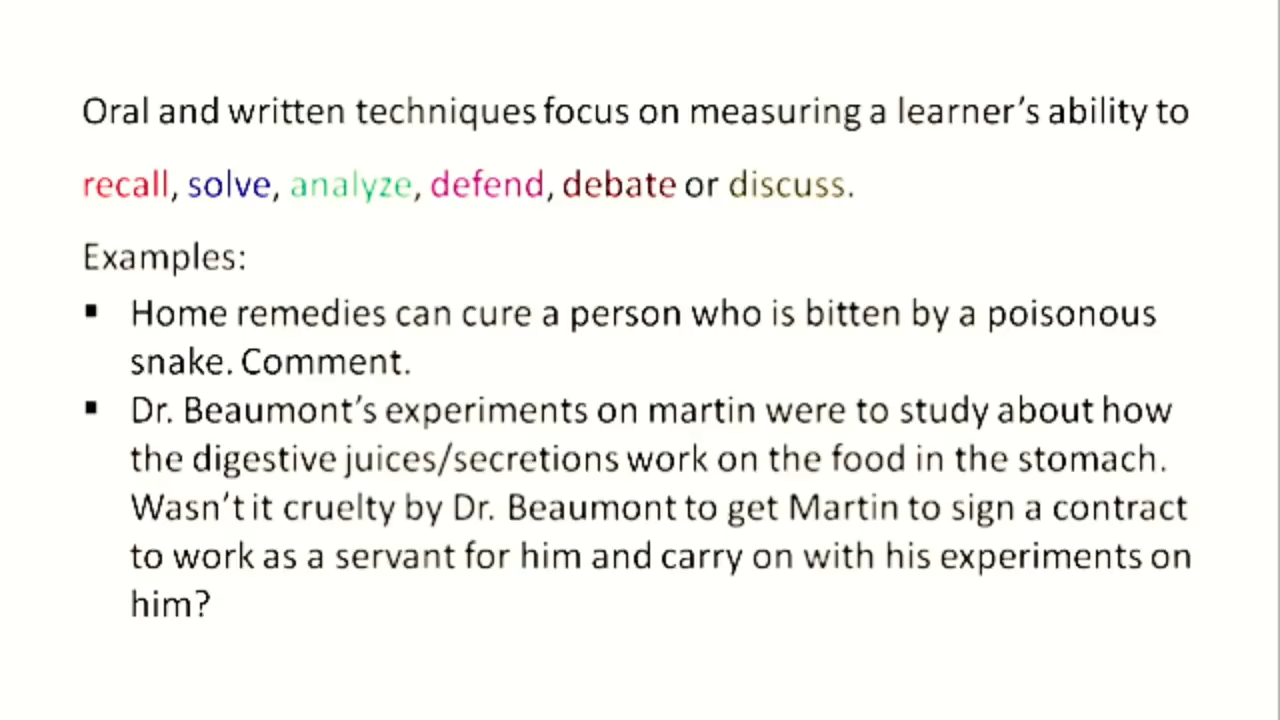 Oral and written techniques focus on measuring a learner's ability to
recall, solve, analyze, defend, debate or discuss.
Examples:
▪ Home remedies can cure a person who is bitten by a poisonous
snake. Comment.
▪ Dr. Beaumont's experiments on martin were to study about how
the digestive juices/secretions work on the food in the stomach.
Wasn't it cruelty by Dr. Beaumont to get Martin to sign a contract
to work as a servant for him and carry on with his experiments on
him?